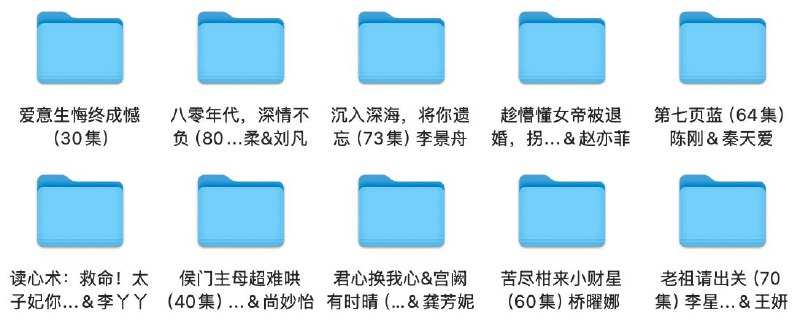 爱意生悔终成憾
(30集)
八零年代，深情不
负 (80...柔&刘凡
沉入深海，将你遗
忘 (73集) 李景舟
趁懵懂女帝被退
婚，拐...& 赵亦菲
第七页蓝 (64集)
陈刚 & 秦天爱
读心术：救命！太
子妃你...& 李丫丫
侯门主母超难哄
(40集) ...& 尚妙怡
君心换我心&宫阙
有时晴 (...& 龚芳妮
苦尽柑来小财星
(60集) 桥曜娜
老祖请出关 (70
集) 李星...& 王妍